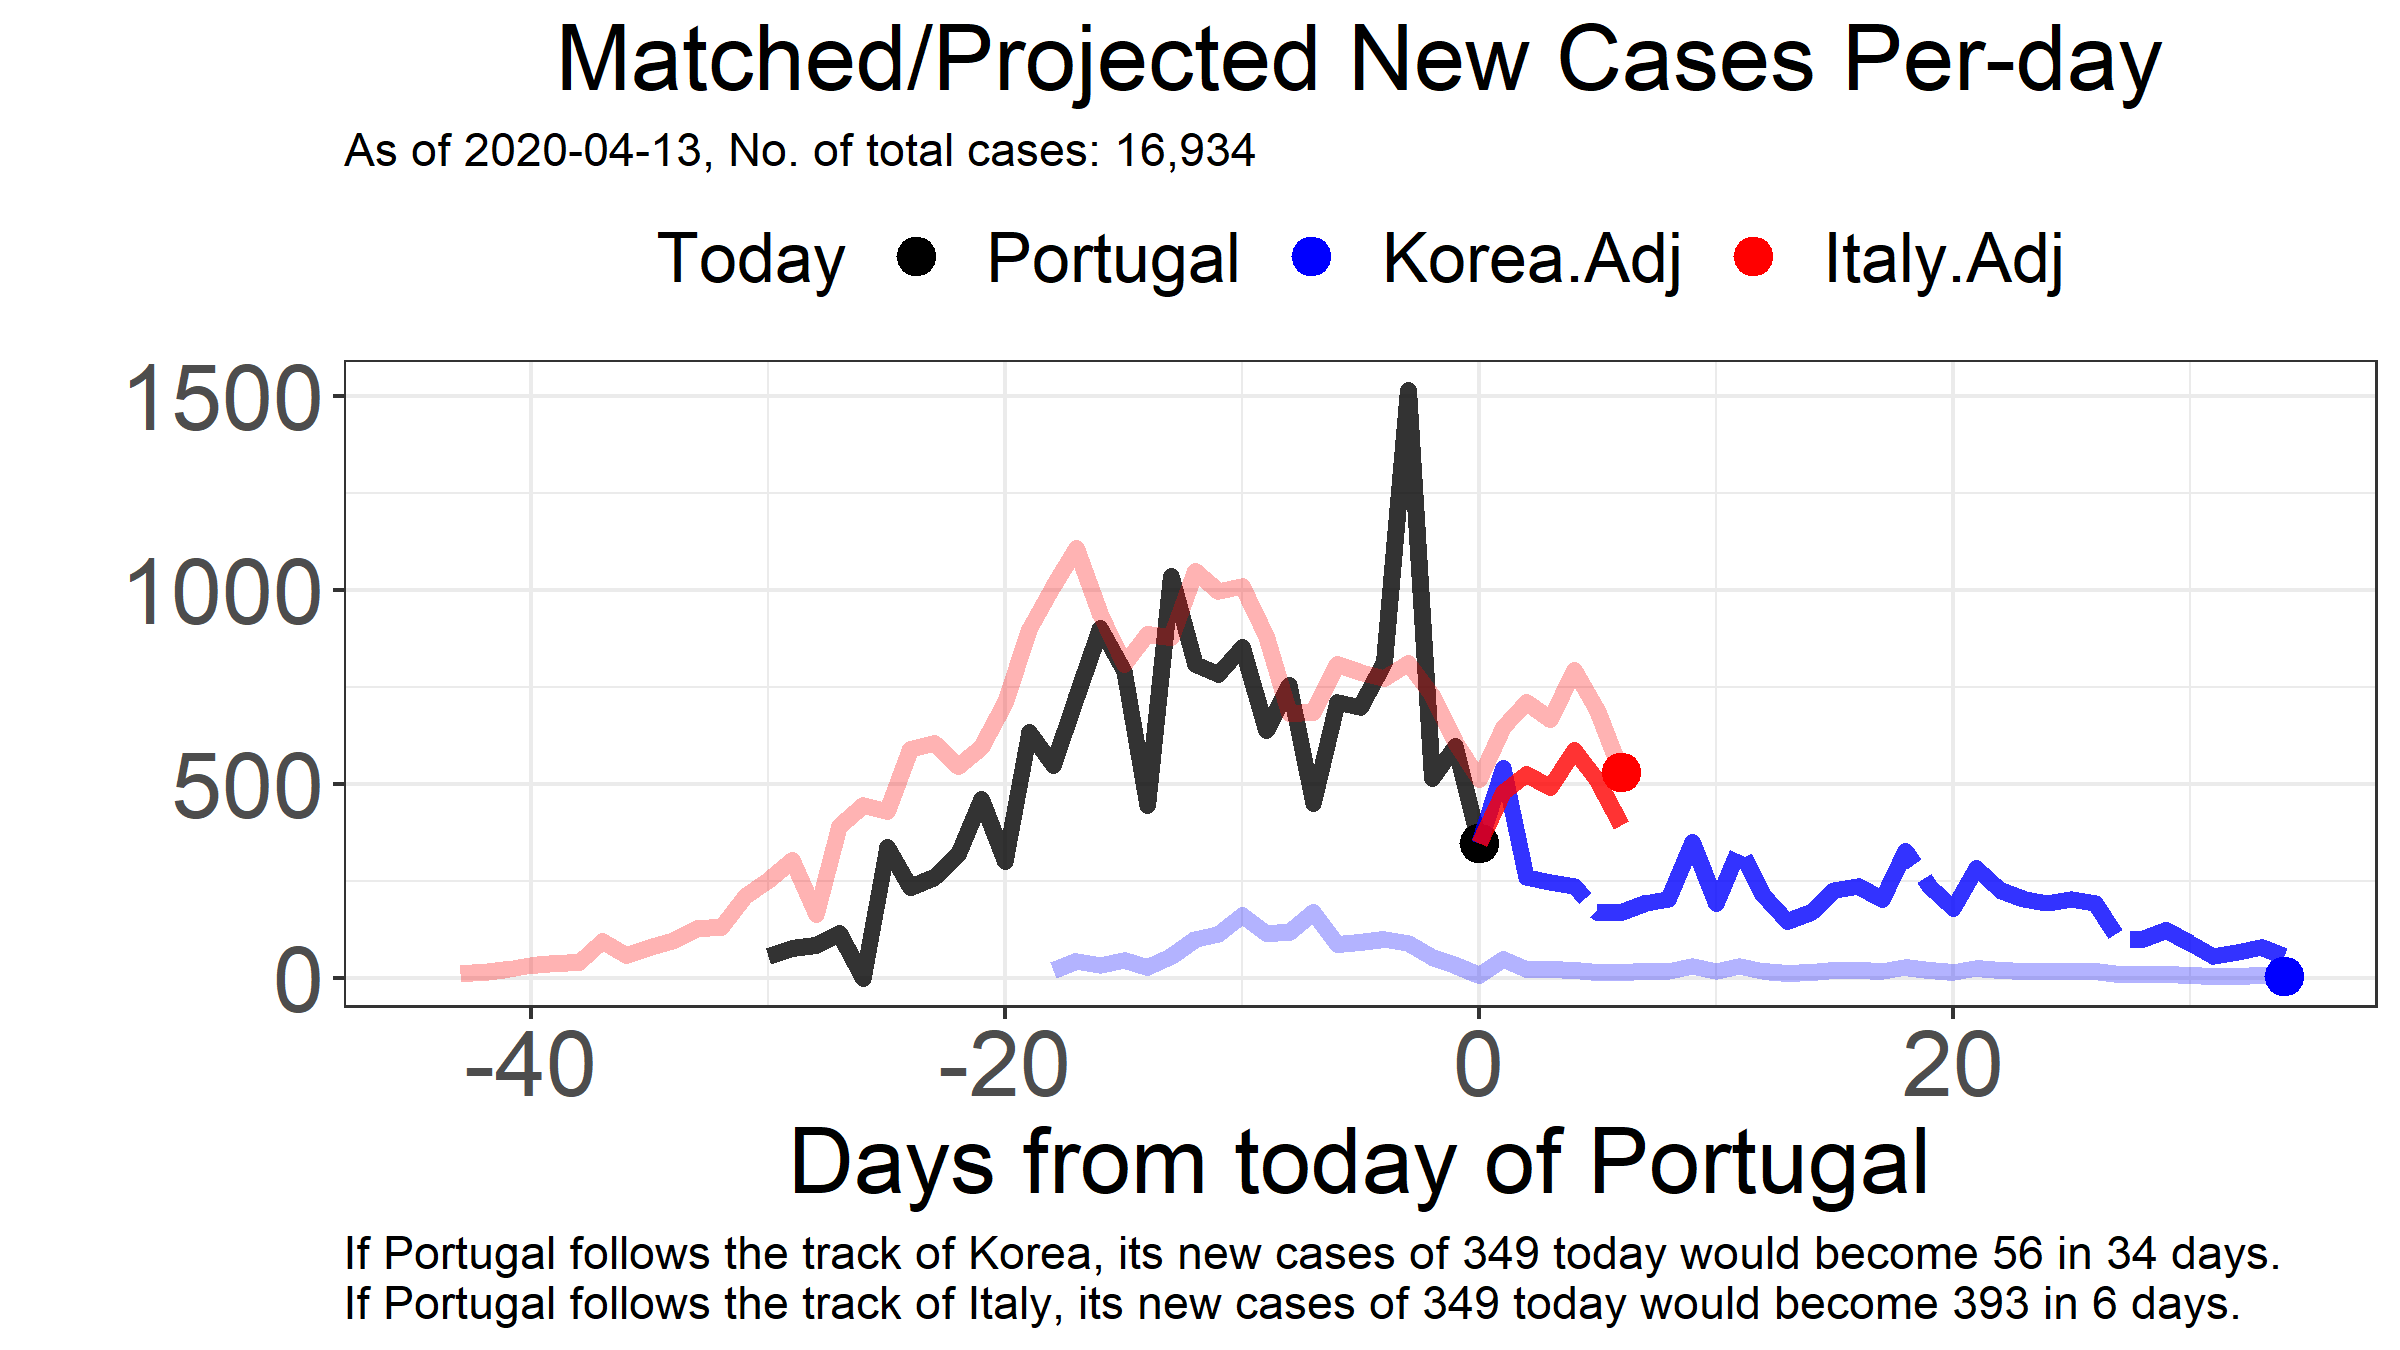 Matched/Projected New Cases Per-day
As of 2020-04-13, No. of total cases: 16,934
Today Portugal Korea.Adj Italy.Adj
1500
1000
500
0
-40 -20 0 20
Days from today of Portugal
If Portugal follows the track of Korea, its new cases of 349 today would become 56 in 34 days.
If Portugal follows the track of Italy, its new cases of 349 today would become 393 in 6 days.